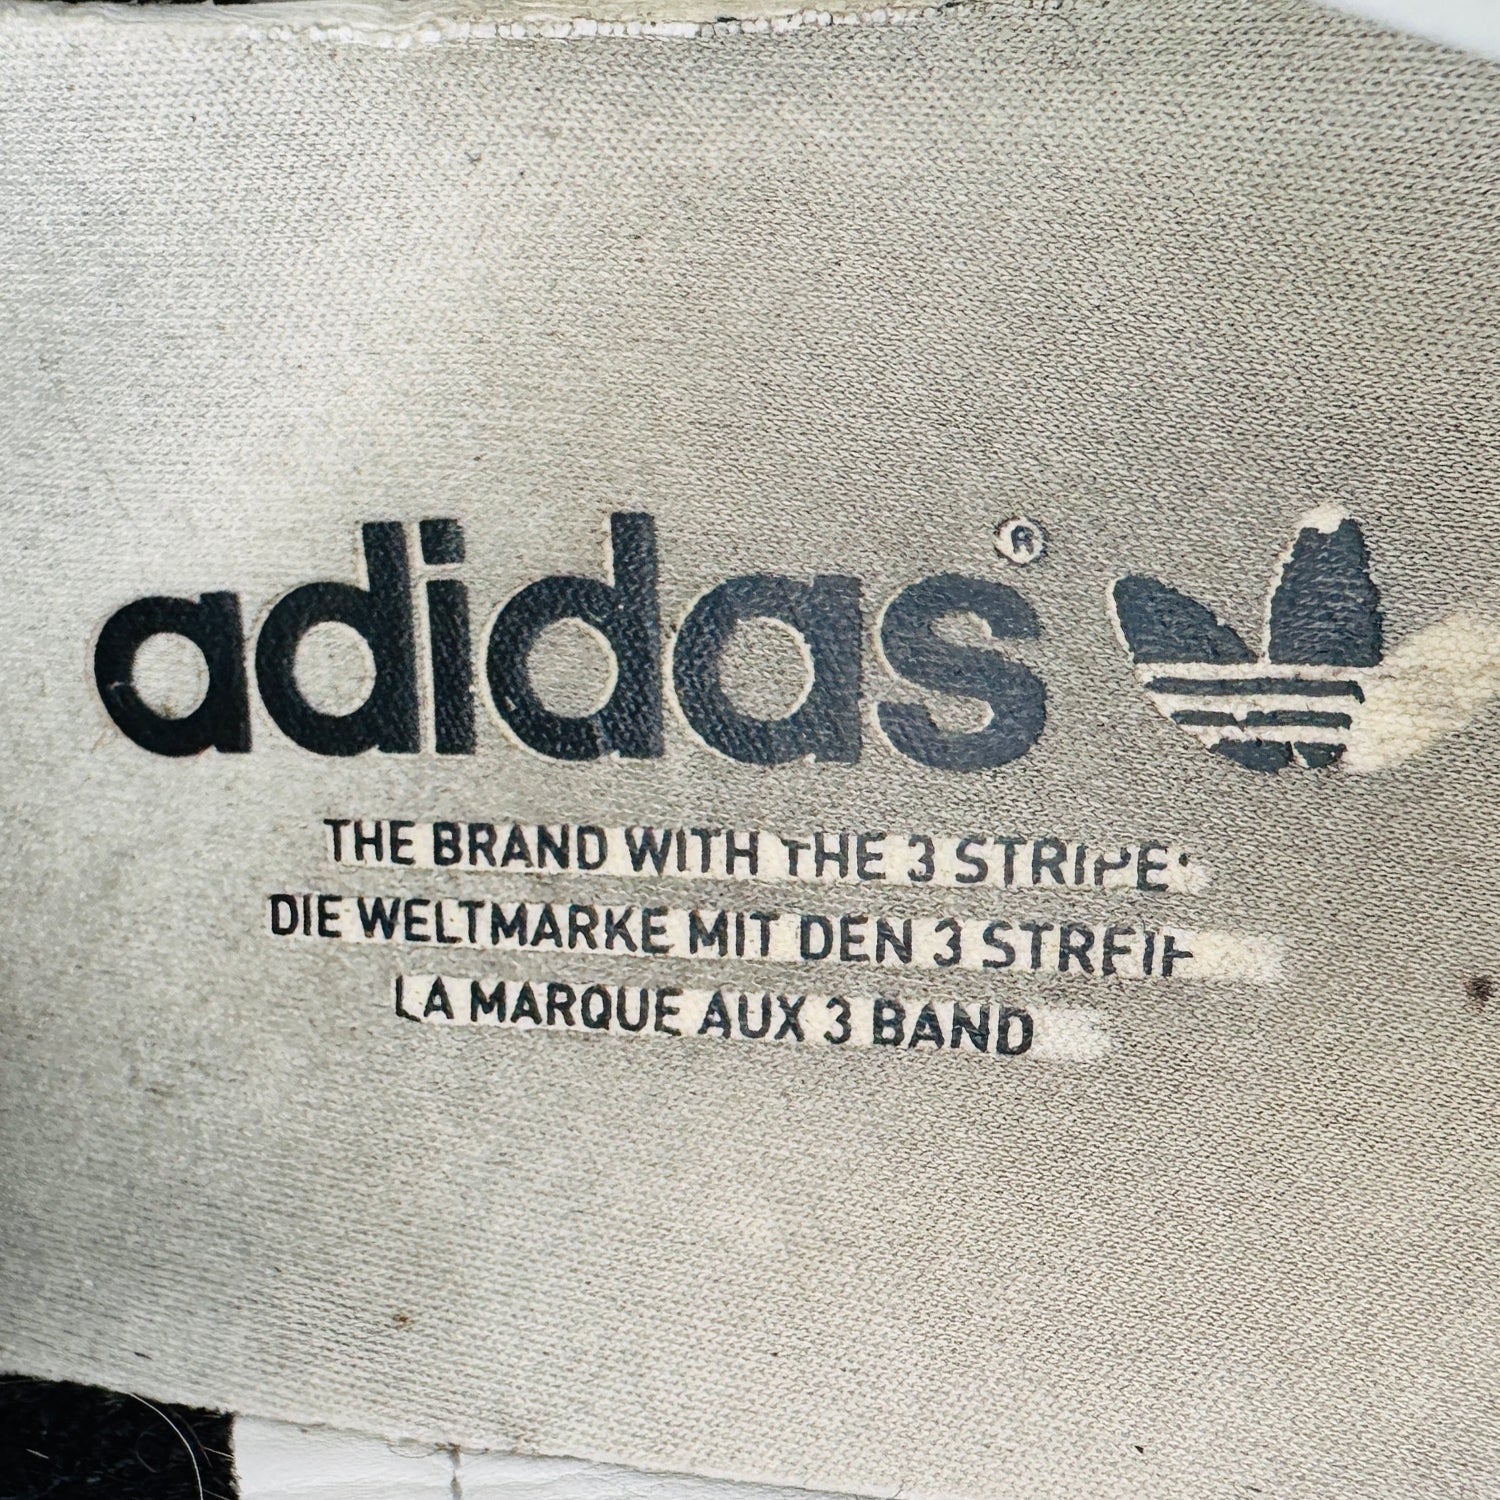 adidas®
THE BRAND WITH THE 3 STRIPE
DIE WELTMARKE MIT DEN 3 STREIF
LA MARQUE AUX 3 BAND